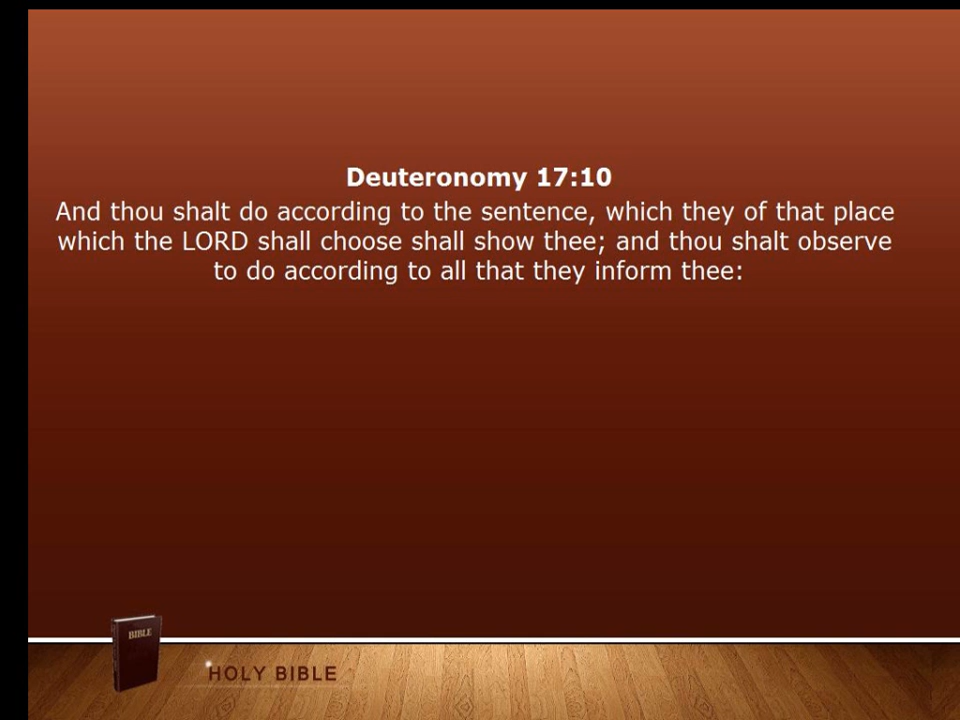 Deuteronomy 17:10
And thou shalt do according to the sentence, which they of that place
which the LORD shall choose shall show thee; and thou shalt observe
to do according to all that they inform thee:
BIBLE
HOLY BIBLE